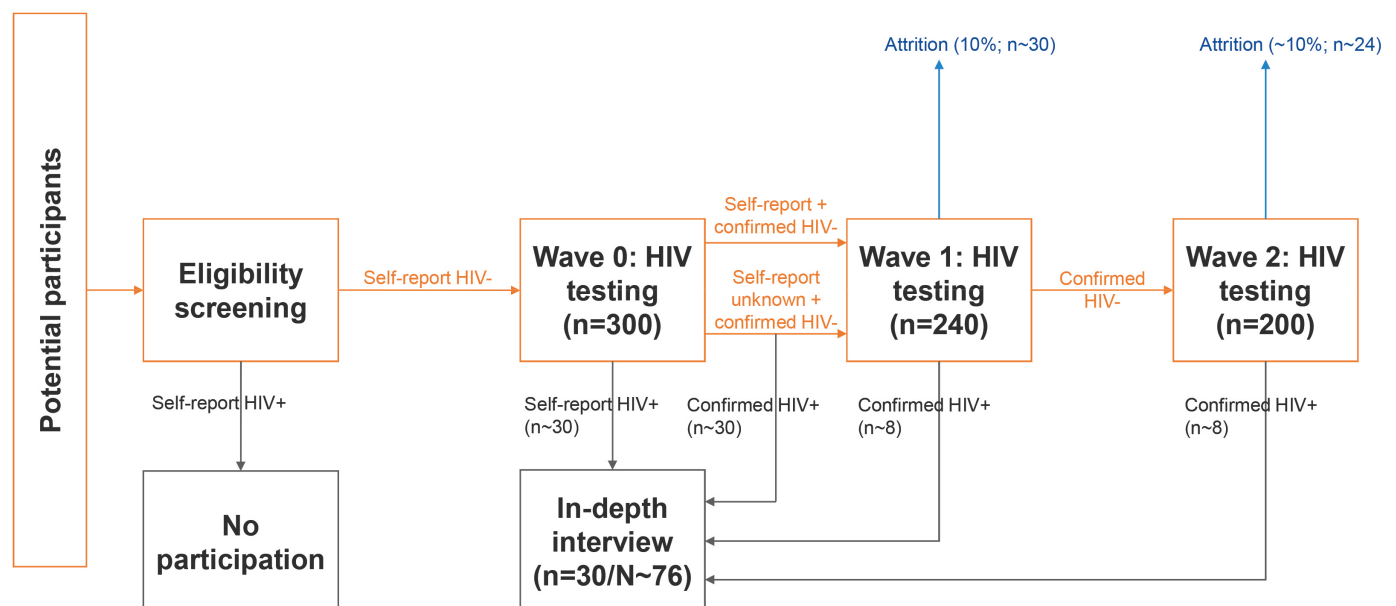 Potential participants
Eligibility
screening
Self-report HIV-
Self-report HIV+
No
participation
Wave 0: HIV
testing
(n=300)
Self-report +
confirmed HIV-
Self-report
unknown +
confirmed HIV-
Self-report HIV+
(n~30)
Confirmed HIV+
(n~30)
In-depth
interview
(n=30/N~76)
Attrition (10%; n~30)
Wave 1: HIV
testing
(n=240)
Confirmed HIV+
(n~8)
Confirmed
HIV-
Attrition (~10%; n~24)
Wave 2: HIV
testing
(n=200)
Confirmed HIV+
(n~8)